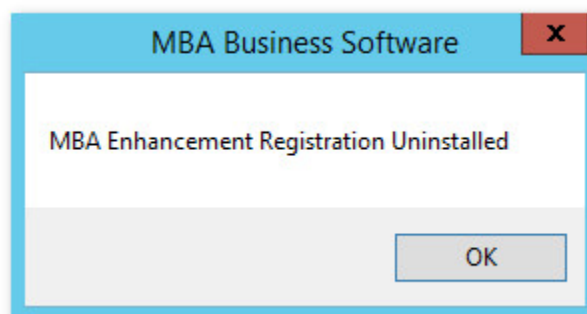 MBA Business Software
x
MBA Enhancement Registration Uninstalled
OK